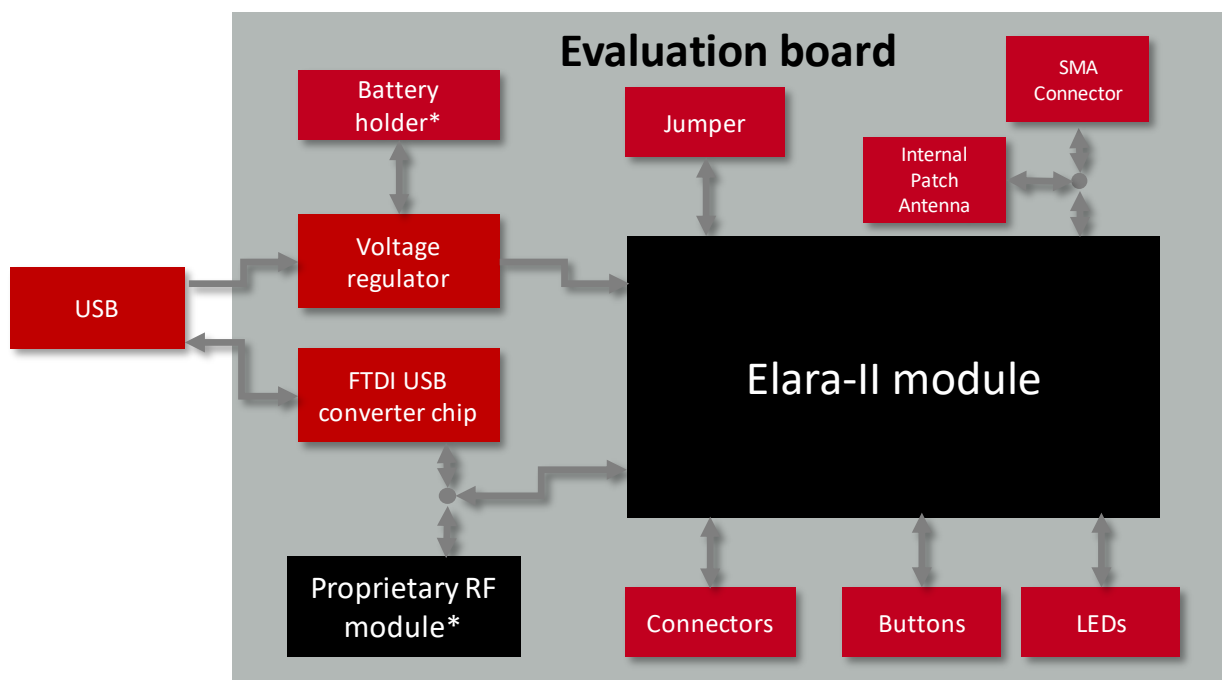 Evaluation board
SMA
Connector
Battery
holder*
Jumper
Internal
Patch
Antenna
Voltage
regulator
USB
FTDI USB
converter chip
Elara-II module
Proprietary RF
module*
Connectors
Buttons
LEDs